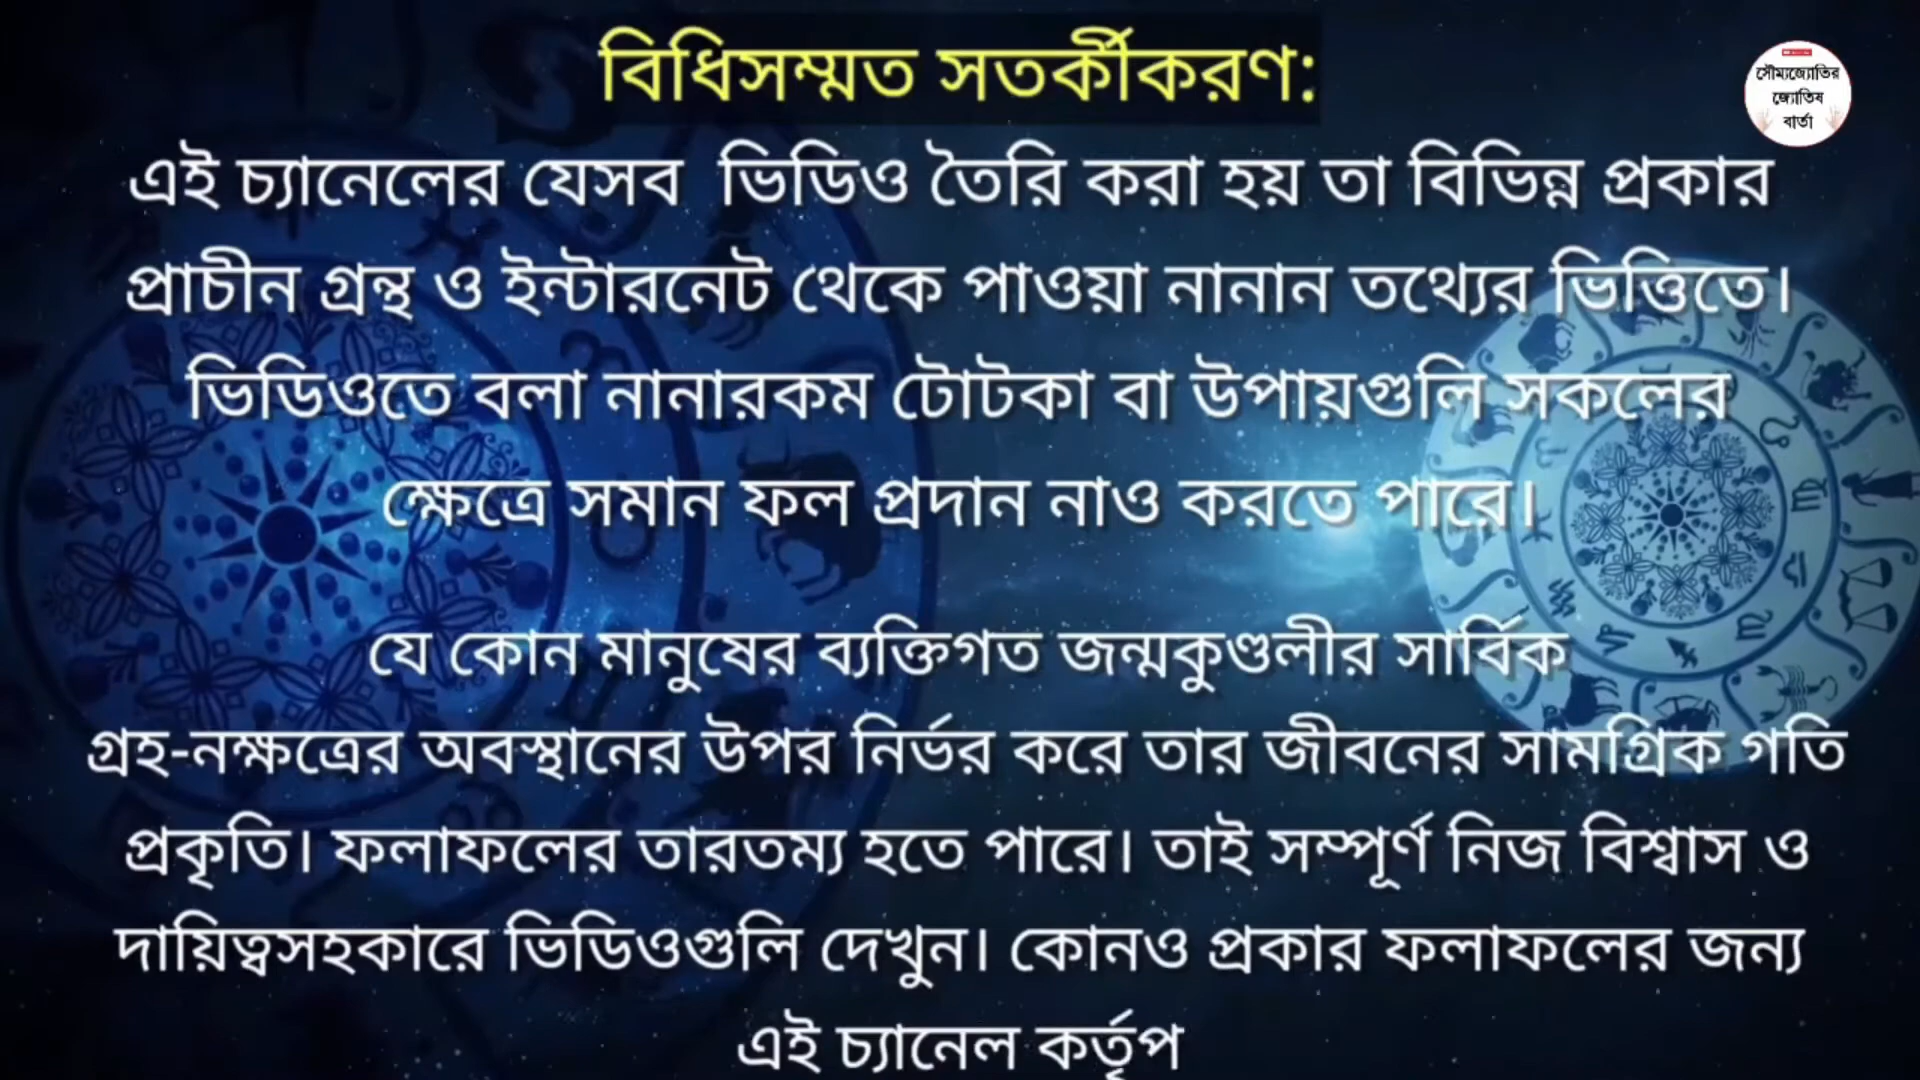 বিধিসম্মত সতর্কীকরণ:
সৌম্যজ্যোতির
জ্যোতিষ
বার্তা
এই চ্যানেলের যেসব ভিডিও তৈরি করা হয় তা বিভিন্ন প্রকার
প্রাচীন গ্রন্থ ও ইন্টারনেট থেকে পাওয়া নানান তথ্যের ভিত্তিতে।
ভিডিওতে বলা নানারকম টোটকা বা উপায়গুলি সকলের
ক্ষেত্রে সমান ফল প্রদান নাও করতে পারে।
যে কোন মানুষের ব্যক্তিগত জন্মকুণ্ডলীর সার্বিক
গ্রহ-নক্ষত্রের অবস্থানের উপর নির্ভর করে তার জীবনের সামগ্রিক গতি
প্রকৃতি। ফলাফলের তারতম্য হতে পারে। তাই সম্পূর্ণ নিজ বিশ্বাস ও
দায়িত্বসহকারে ভিডিওগুলি দেখুন। কোনও প্রকার ফলাফলের জন্য
এই চ্যানেল কর্তৃপ